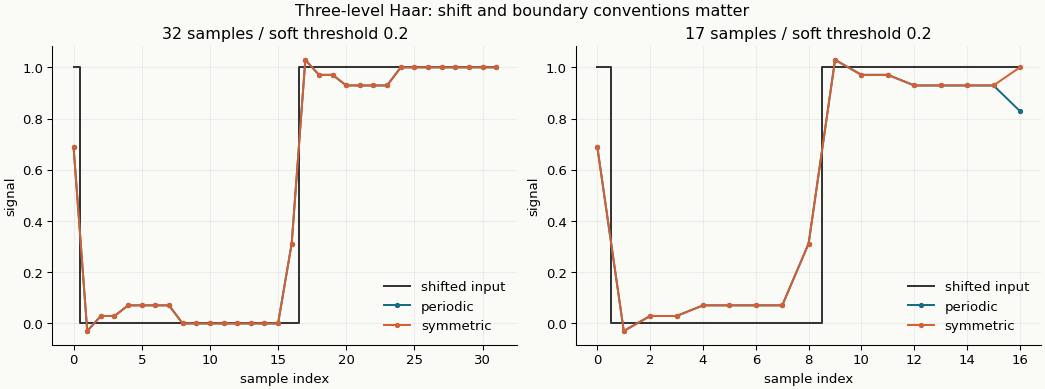 Three-level Haar: shift and boundary conventions matter
32 samples / soft threshold 0.2
1.0
0.8
0.6
0.4
0.2
0.0
signal
0
5
10
15
20
25
30
sample index
shifted input
periodic
symmetric
17 samples / soft threshold 0.2
1.0
0.8
0.6
0.4
0.2
0.0
signal
0
2
4
6
8
10
12
14
16
sample index
shifted input
periodic
symmetric